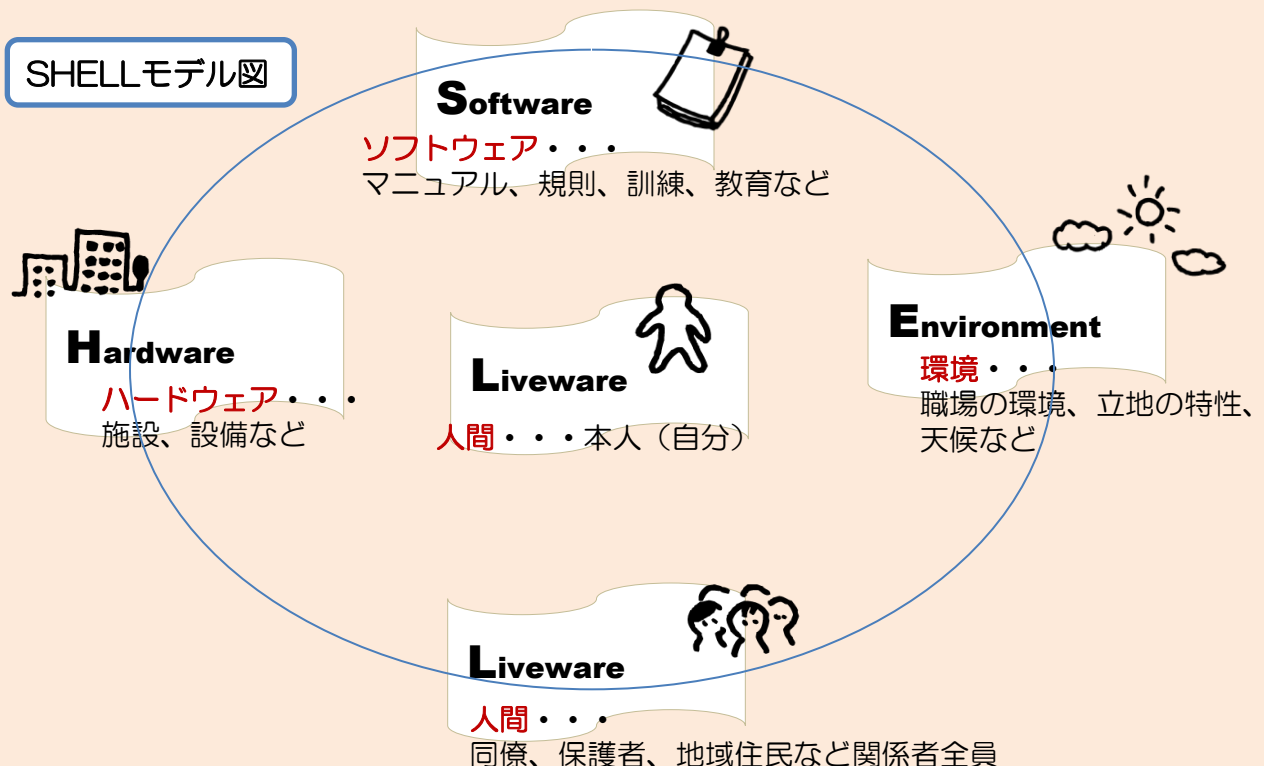 SHELLモデル図
Software
ソフトウェア・・・
マニュアル、規則、訓練、教育など
Hardware
ハードウェア・・・
施設、設備など
Liveware
人間・・・本人（自分）
Environment
環境・・・
職場の環境、立地の特性、
天候など
Liveware
人間・・・
同僚、保護者、地域住民など関係者全員